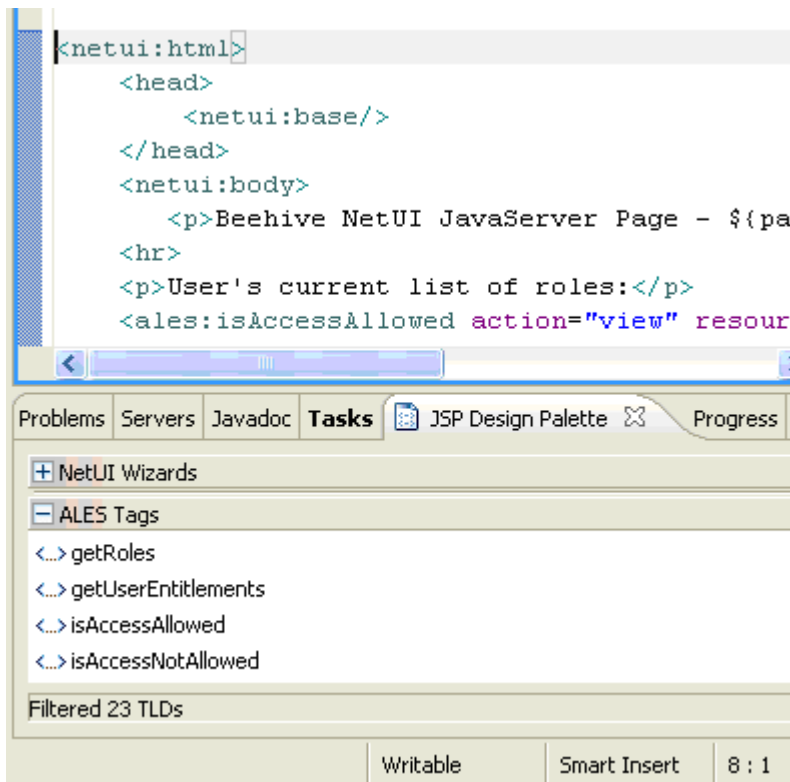 <netui:html>
<head>
<netui:base/>
</head>
<netui:body>
<p>Beehive NetUI JavaServer Page - ${pa
<hr>
<p>User's current list of roles:</p>
<ales:isAccessAllowed action="view" resour
Problems Servers Javadoc Tasks JSP Design Palette Progress
NetUI Wizards
ALES Tags
<...> getRoles
<...> getUserEntitlements
<...> isAccessAllowed
<...> isAccessNotAllowed
Filtered 23 TLDs
Writable Smart Insert 8 : 1